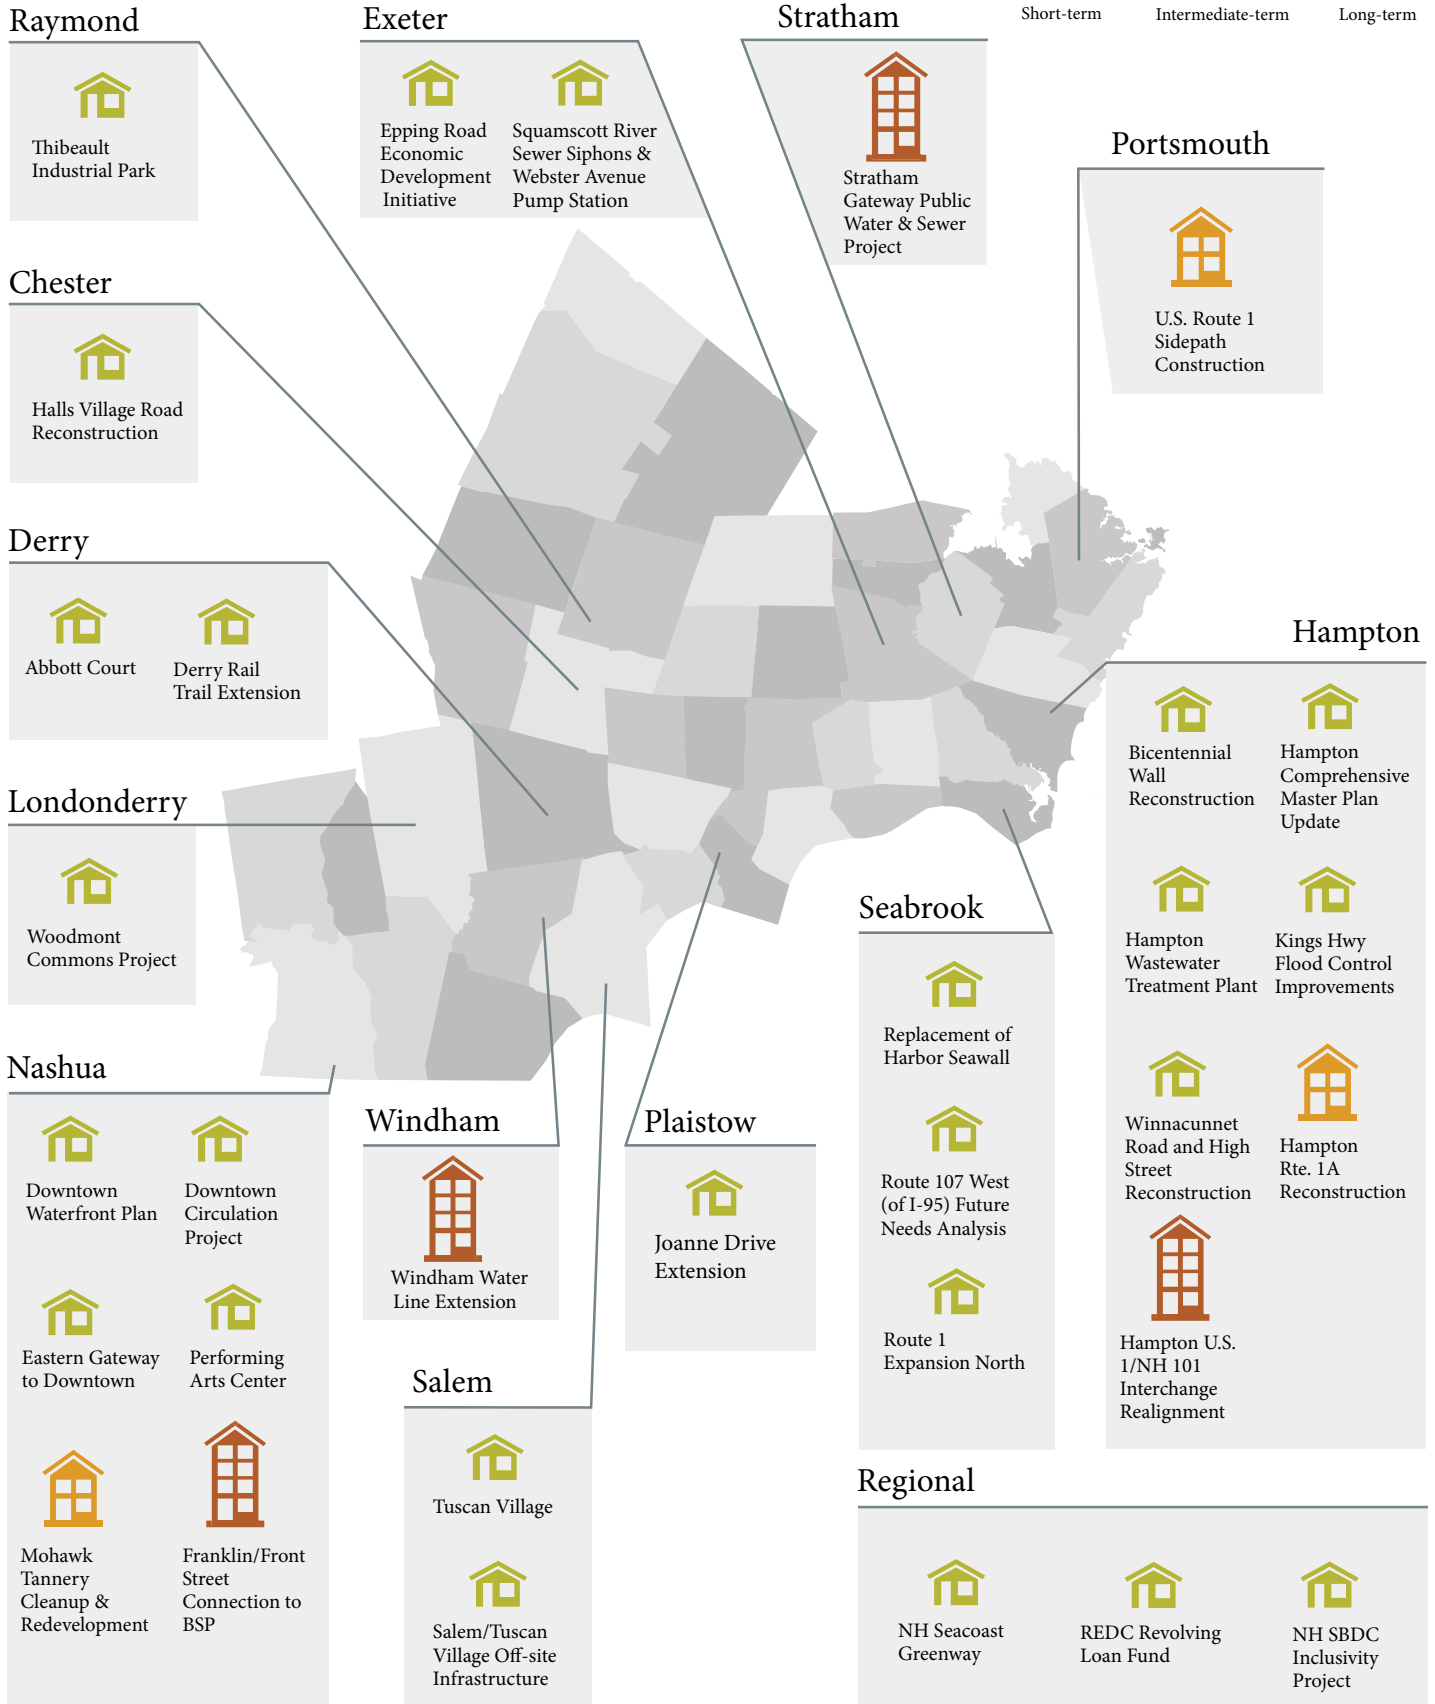 Short-term
Intermediate-term
Long-term
Raymond
Thibeault
Industrial Park
Exeter
Epping Road
Economic
Development
Initiative
Squamscott River
Sewer Siphons &
Webster Avenue
Pump Station
Stratham
Stratham
Gateway Public
Water & Sewer
Project
Portsmouth
U.S. Route 1
Sidepath
Construction
Chester
Halls Village Road
Reconstruction
Derry
Abbott Court
Derry Rail
Trail Extension
Hampton
Bicentennial
Wall
Reconstruction
Hampton
Comprehensive
Master Plan
Update
Hampton
Wastewater
Treatment Plant
Kings Hwy
Flood Control
Improvements
Winnacunnet
Road and High
Street
Reconstruction
Hampton
Rte. 1A
Reconstruction
Hampton U.S.
1/NH 101
Interchange
Realignment
Londonderry
Woodmont
Commons Project
Seabrook
Replacement of
Harbor Seawall
Route 107 West
(of I-95) Future
Needs Analysis
Route 1
Expansion North
Nashua
Downtown
Waterfront Plan
Downtown
Circulation
Project
Eastern Gateway
to Downtown
Performing
Arts Center
Mohawk
Tannery
Cleanup &
Redevelopment
Franklin/Front
Street
Connection to
BSP
Windham
Windham Water
Line Extension
Plaistow
Joanne Drive
Extension
Salem
Tuscan Village
Salem/Tuscan
Village Off-site
Infrastructure
Regional
NH Seacoast
Greenway
REDC Revolving
Loan Fund
NH SBDC
Inclusivity
Project